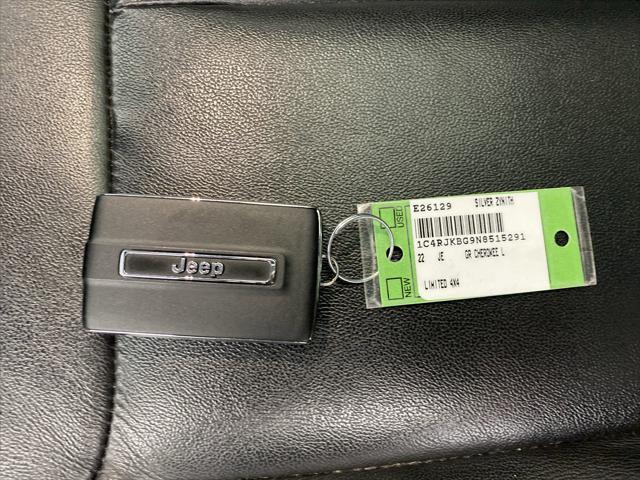 Jeep
E26129 SILVER ZYNITH
1C4RJKBG9N8515291
22 JE GR CHEROKEE L
LIMITED 4X4
USED
NEW